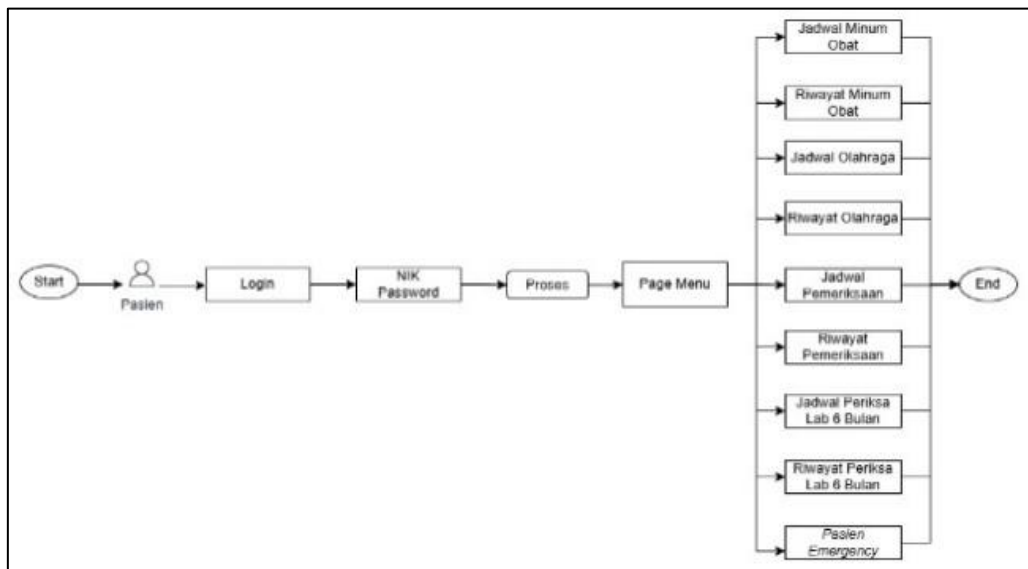 Start
Pasien
Login
NIK
Password
Proses
Page Menu
Jadwal Minum
Obat
Riwayat Minum
Obat
Jadwal Olahraga
Riwayat Olahraga
Jadwal
Pemeriksaan
Riwayat
Pemeriksaan
Jadwal Periksa
Lab 6 Bulan
Riwayat Periksa
Lab 6 Bulan
Pasien
Emergency
End